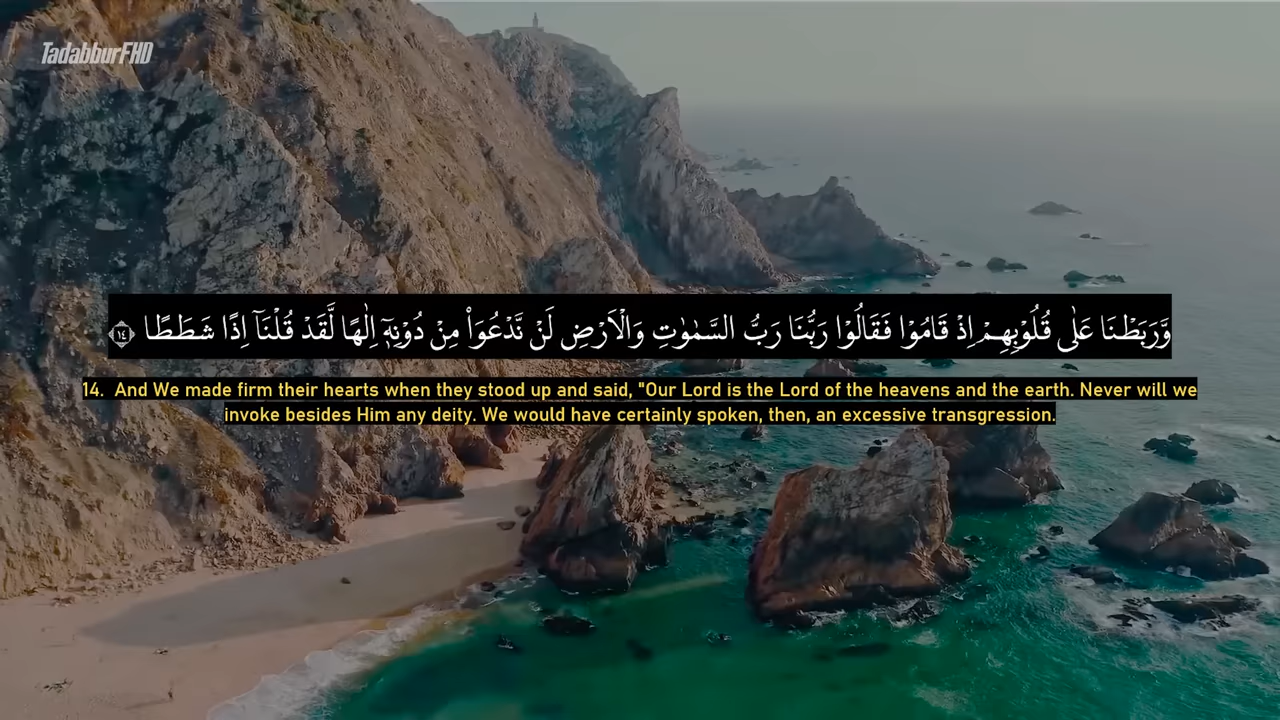 TadabburFHD
وَّرَبَطْنَا عَلٰى قُلُوْبِهِمْ اِذْ قَامُوْا فَقَالُوْا رَبُّنَا رَبُّ السَّمٰوٰتِ وَالْاَرْضِ لَنْ نَّدْعُوَا۟ مِنْ دُوْنِهٖٓ اِلٰهًا لَّقَدْ قُلْنَآ اِذًا شَطَطًا ١٤
14. And We made firm their hearts when they stood up and said, "Our Lord is the Lord of the heavens and the earth. Never will we
invoke besides Him any deity. We would have certainly spoken, then, an excessive transgression.